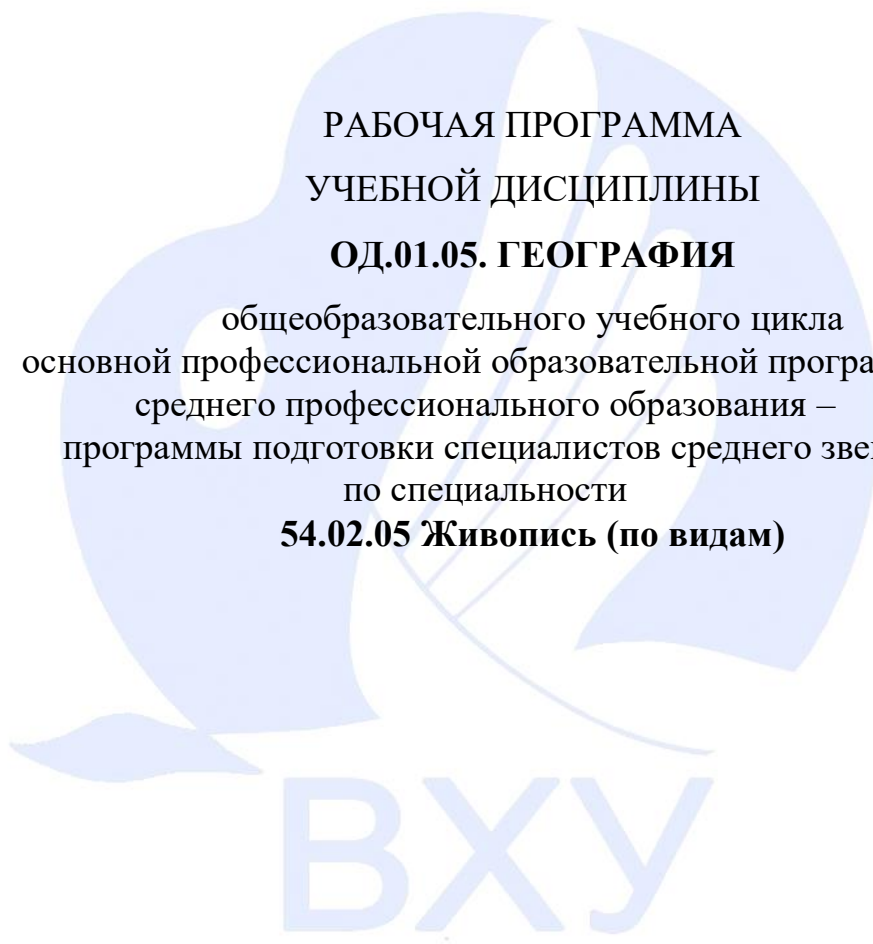 РАБОЧАЯ ПРОГРАММА
УЧЕБНОЙ ДИСЦИПЛИНЫ
ОД.01.05. ГЕОГРАФИЯ
общеобразовательного учебного цикла
основной профессиональной образовательной програ
среднего профессионального образования –
программы подготовки специалистов среднего зве
по специальности
54.02.05 Живопись (по видам)
ВХУ